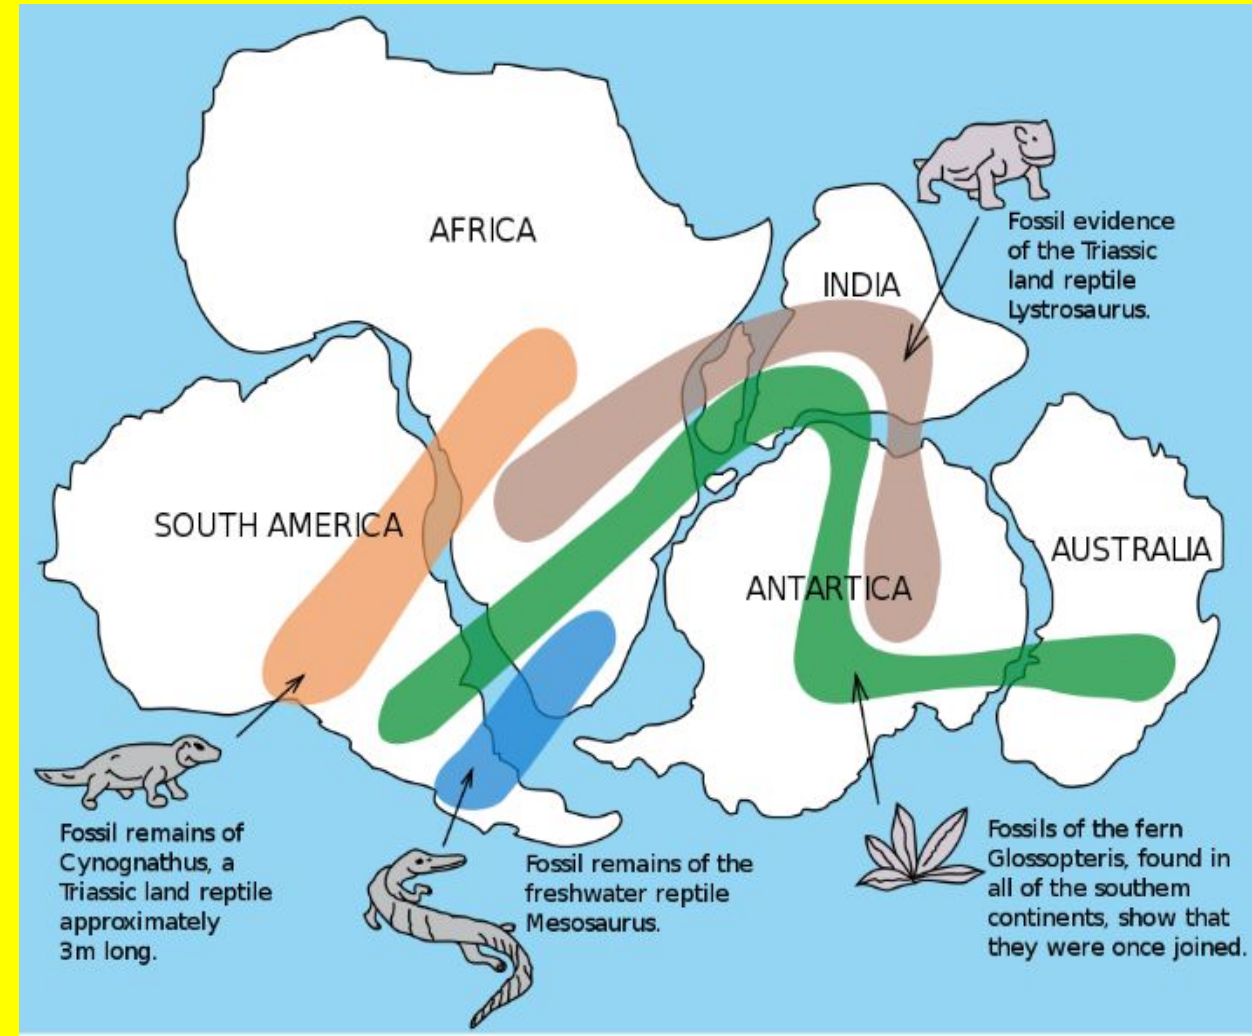 AFRICA
INDIA
Fossil evidence
of the Triassic
land reptile
Lystrosaurus.
SOUTH AMERICA
ANTARTICA
AUSTRALIA
Fossil remains of
Cynognathus, a
Triassic land reptile
approximately
3m long.
Fossil remains of the
freshwater reptile
Mesosaurus.
Fossils of the fern
Glossopteris, found in
all of the southern
continents, show that
they were once joined.